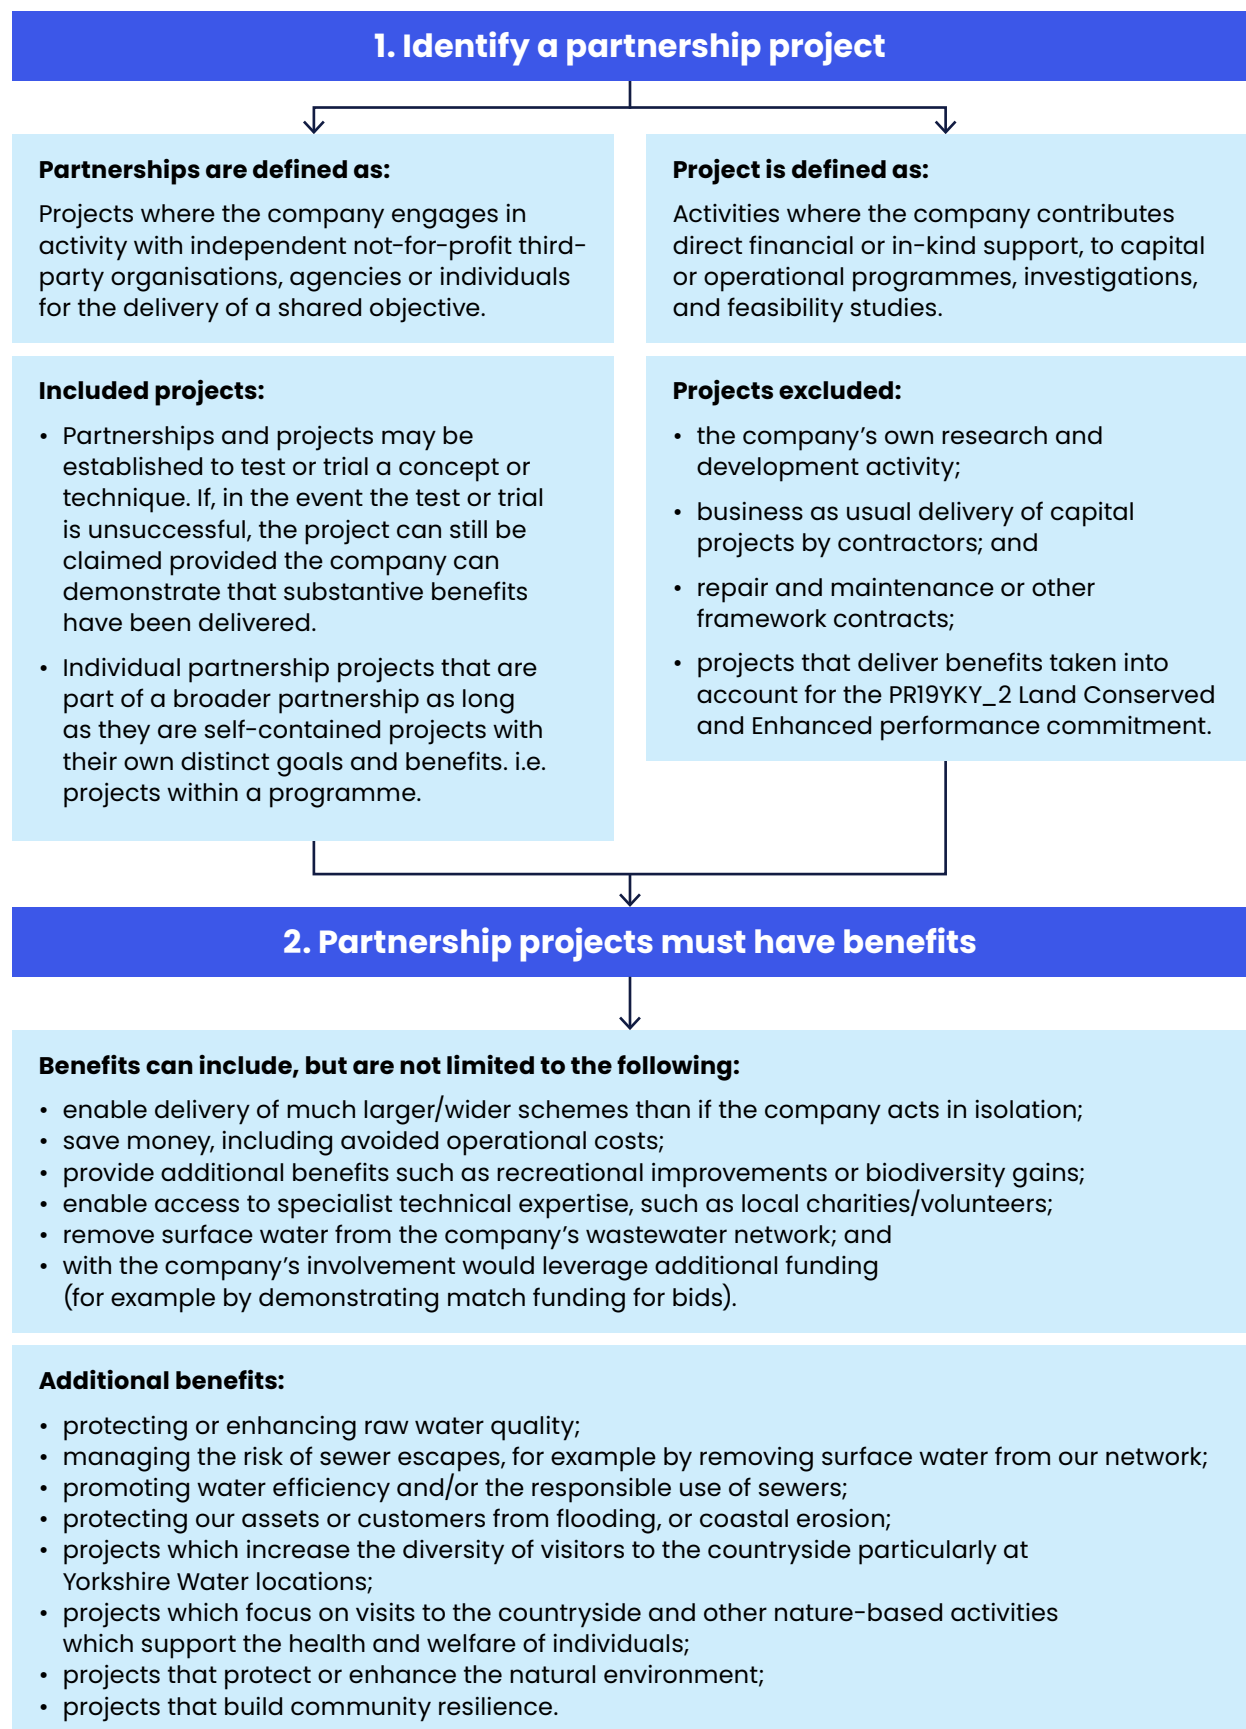 1. Identify a partnership project
Partnerships are defined as:
Projects where the company engages in
activity with independent not-for-profit third-
party organisations, agencies or individuals
for the delivery of a shared objective.
Project is defined as:
Activities where the company contributes
direct financial or in-kind support, to capital
or operational programmes, investigations,
and feasibility studies.
Included projects:
• Partnerships and projects may be
established to test or trial a concept or
technique. If, in the event the test or trial
is unsuccessful, the project can still be
claimed provided the company can
demonstrate that substantive benefits
have been delivered.
• Individual partnership projects that are
part of a broader partnership as long
as they are self-contained projects with
their own distinct goals and benefits. i.e.
projects within a programme.
Projects excluded:
• the company's own research and
development activity;
• business as usual delivery of capital
projects by contractors; and
• repair and maintenance or other
framework contracts;
• projects that deliver benefits taken into
account for the PR19YKY_2 Land Conserved
and Enhanced performance commitment.
2. Partnership projects must have benefits
Benefits can include, but are not limited to the following:
• enable delivery of much larger/wider schemes than if the company acts in isolation;
• save money, including avoided operational costs;
• provide additional benefits such as recreational improvements or biodiversity gains;
• enable access to specialist technical expertise, such as local charities/volunteers;
• remove surface water from the company's wastewater network; and
• with the company's involvement would leverage additional funding
(for example by demonstrating match funding for bids).
Additional benefits:
• protecting or enhancing raw water quality;
• managing the risk of sewer escapes, for example by removing surface water from our network;
• promoting water efficiency and/or the responsible use of sewers;
• protecting our assets or customers from flooding, or coastal erosion;
• projects which increase the diversity of visitors to the countryside particularly at
Yorkshire Water locations;
• projects which focus on visits to the countryside and other nature-based activities
which support the health and welfare of individuals;
• projects that protect or enhance the natural environment;
• projects that build community resilience.